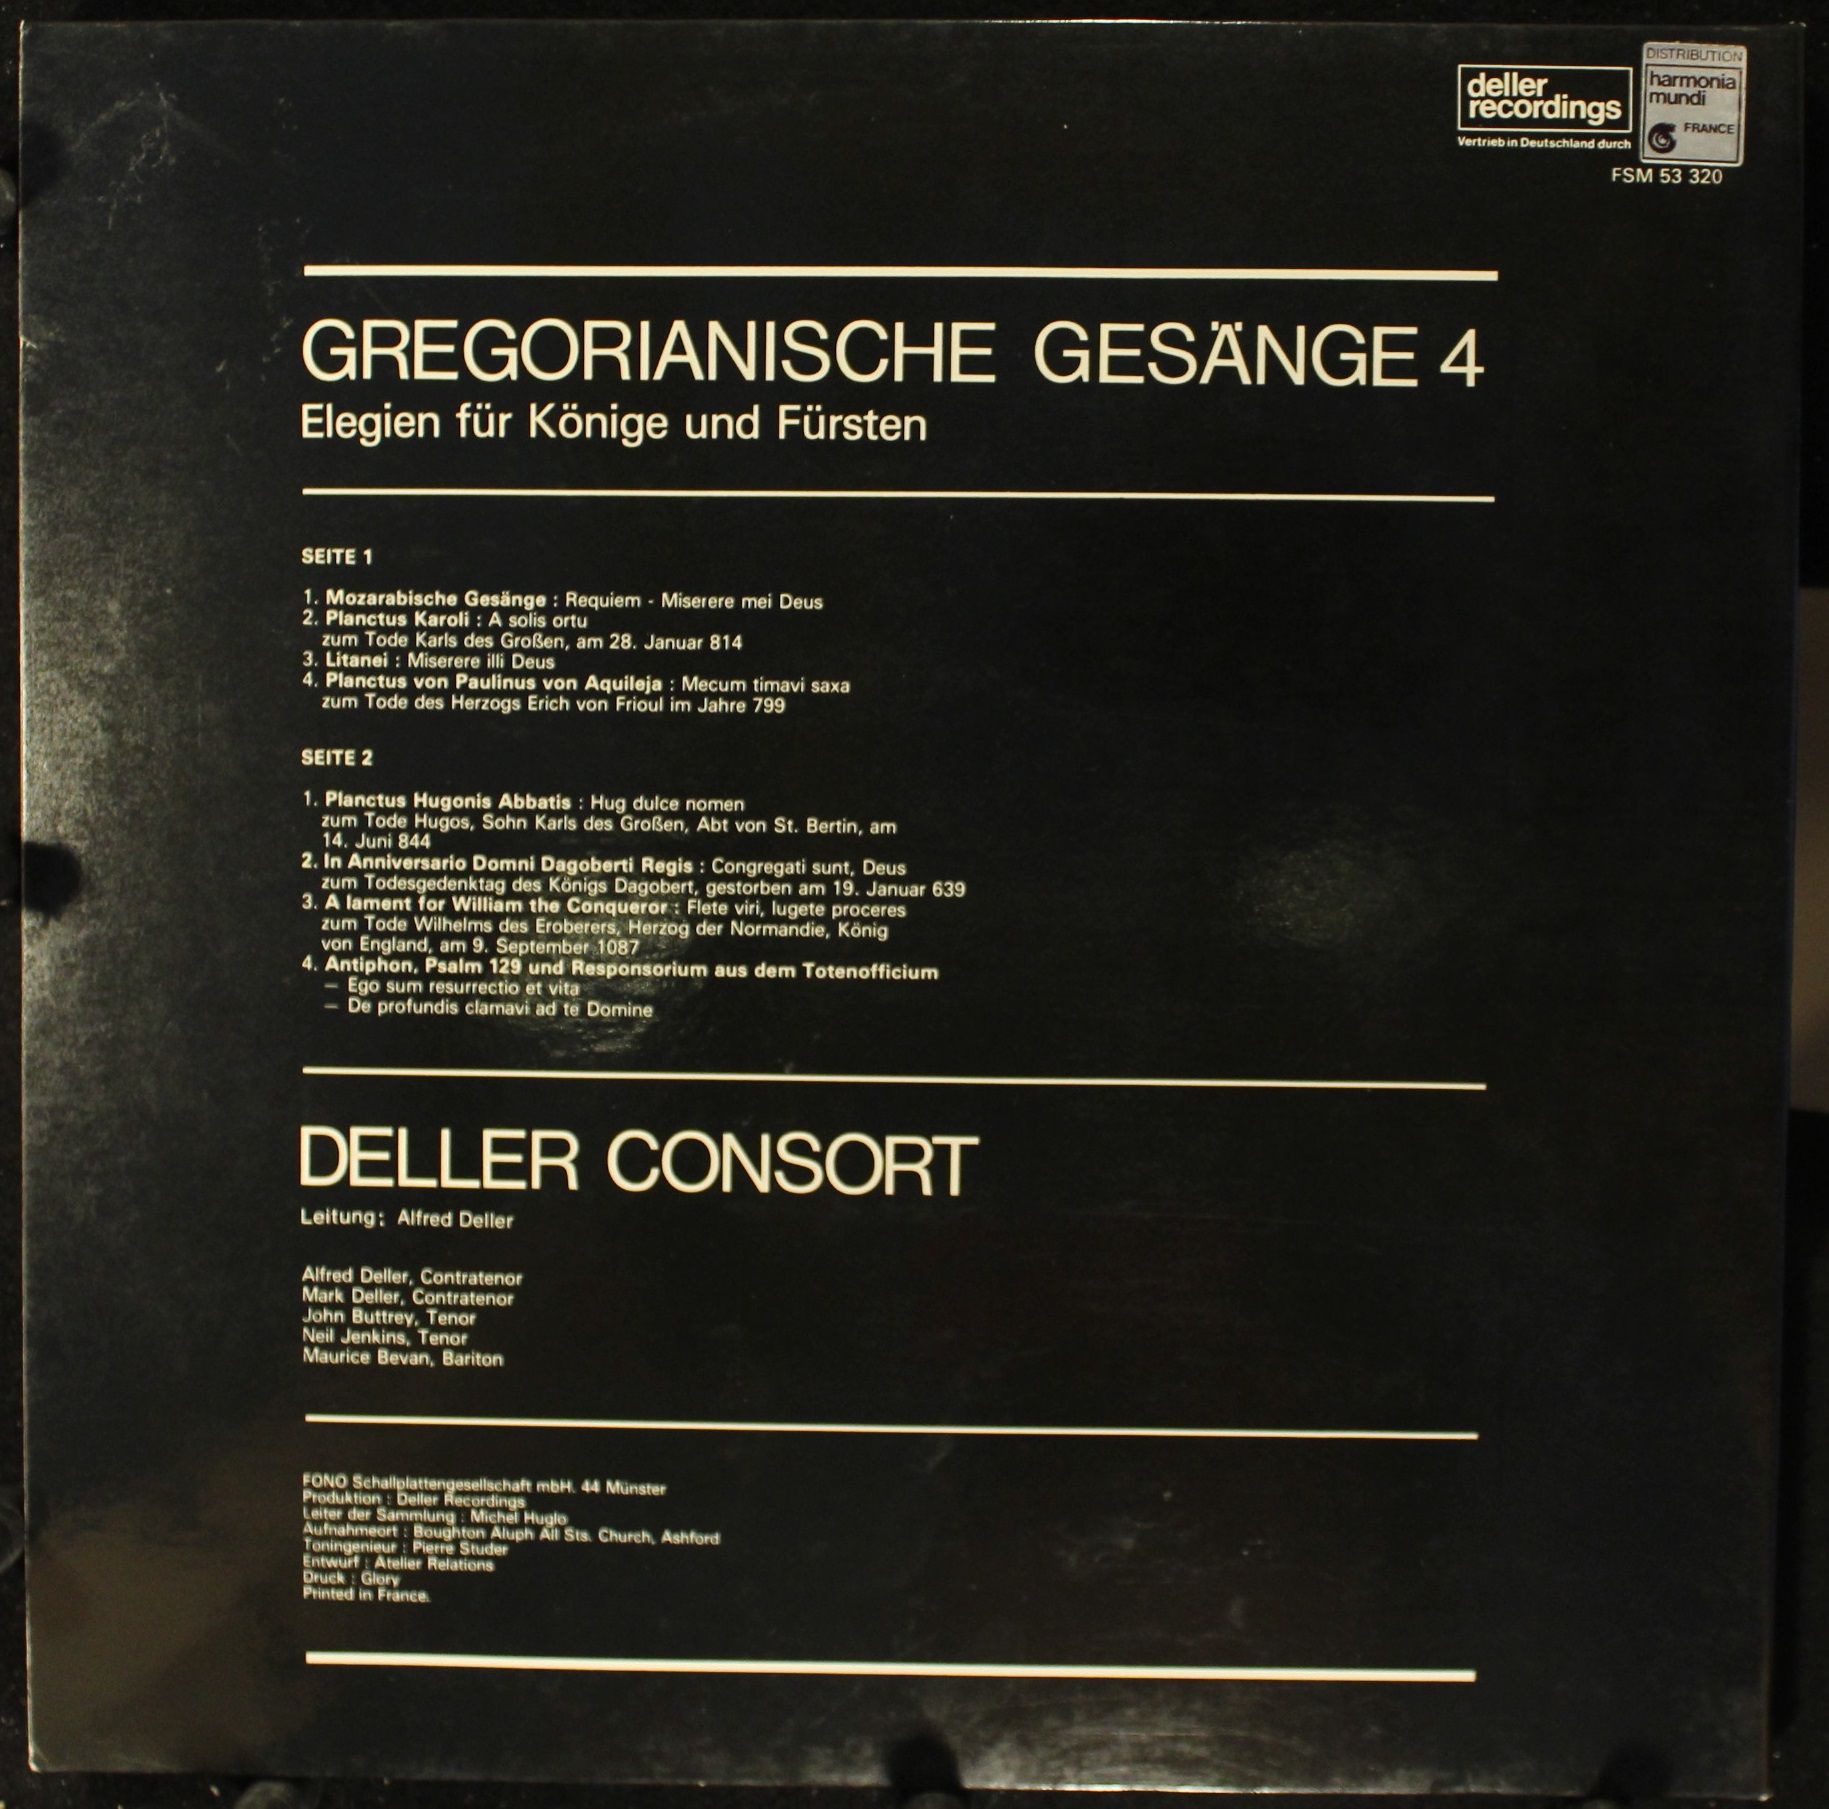 deller
recordings
Vertrieb in Deutschland durch
DISTRIBUTION
harmonia
mundi
FRANCE
FSM 53 320
GREGORIANISCHE GESÄNGE 4
Elegien für Könige und Fürsten
SEITE 1
1. Mozarabische Gesänge : Requiem - Miserere mei Deus
2. Planctus Karoli : A solis ortu
zum Tode Karls des Großen, am 28. Januar 814
3. Litanei : Miserere illi Deus
4. Planctus von Paulinus von Aquileja : Mecum timavi saxa
zum Tode des Herzogs Erich von Frioul im Jahre 799
SEITE 2
1. Planctus Hugonis Abbatis : Hug dulce nomen
zum Tode Hugos, Sohn Karls des Großen, Abt von St. Bertin, am
14. Juni 844
2. In Anniversario Domni Dagoberti Regis : Congregati sunt, Deus
zum Todesgedenktag des Königs Dagobert, gestorben am 19. Januar 639
3. A lament for William the Conqueror : Flete viri, lugete proceres
zum Tode Wilhelms des Eroberers, Herzog der Normandie, König
von England, am 9. September 1087
4. Antiphon, Psalm 129 und Responsorium aus dem Totenofficium
— Ego sum resurrectio et vita
— De profundis clamavi ad te Domine
DELLER CONSORT
Leitung: Alfred Deller
Alfred Deller, Contratenor
Mark Deller, Contratenor
John Buttrey, Tenor
Neil Jenkins, Tenor
Maurice Bevan, Bariton
FONO Schallplattengesellschaft mbH. 44 Münster
Produktion : Deller Recordings
Leiter der Sammlung : Michel Huglo
Aufnahmeort : Boughton Aluph All Sts. Church, Ashford
Toningenieur : Pierre Studer
Entwurf : Atelier Relations
Druck : Glory
Printed in France.